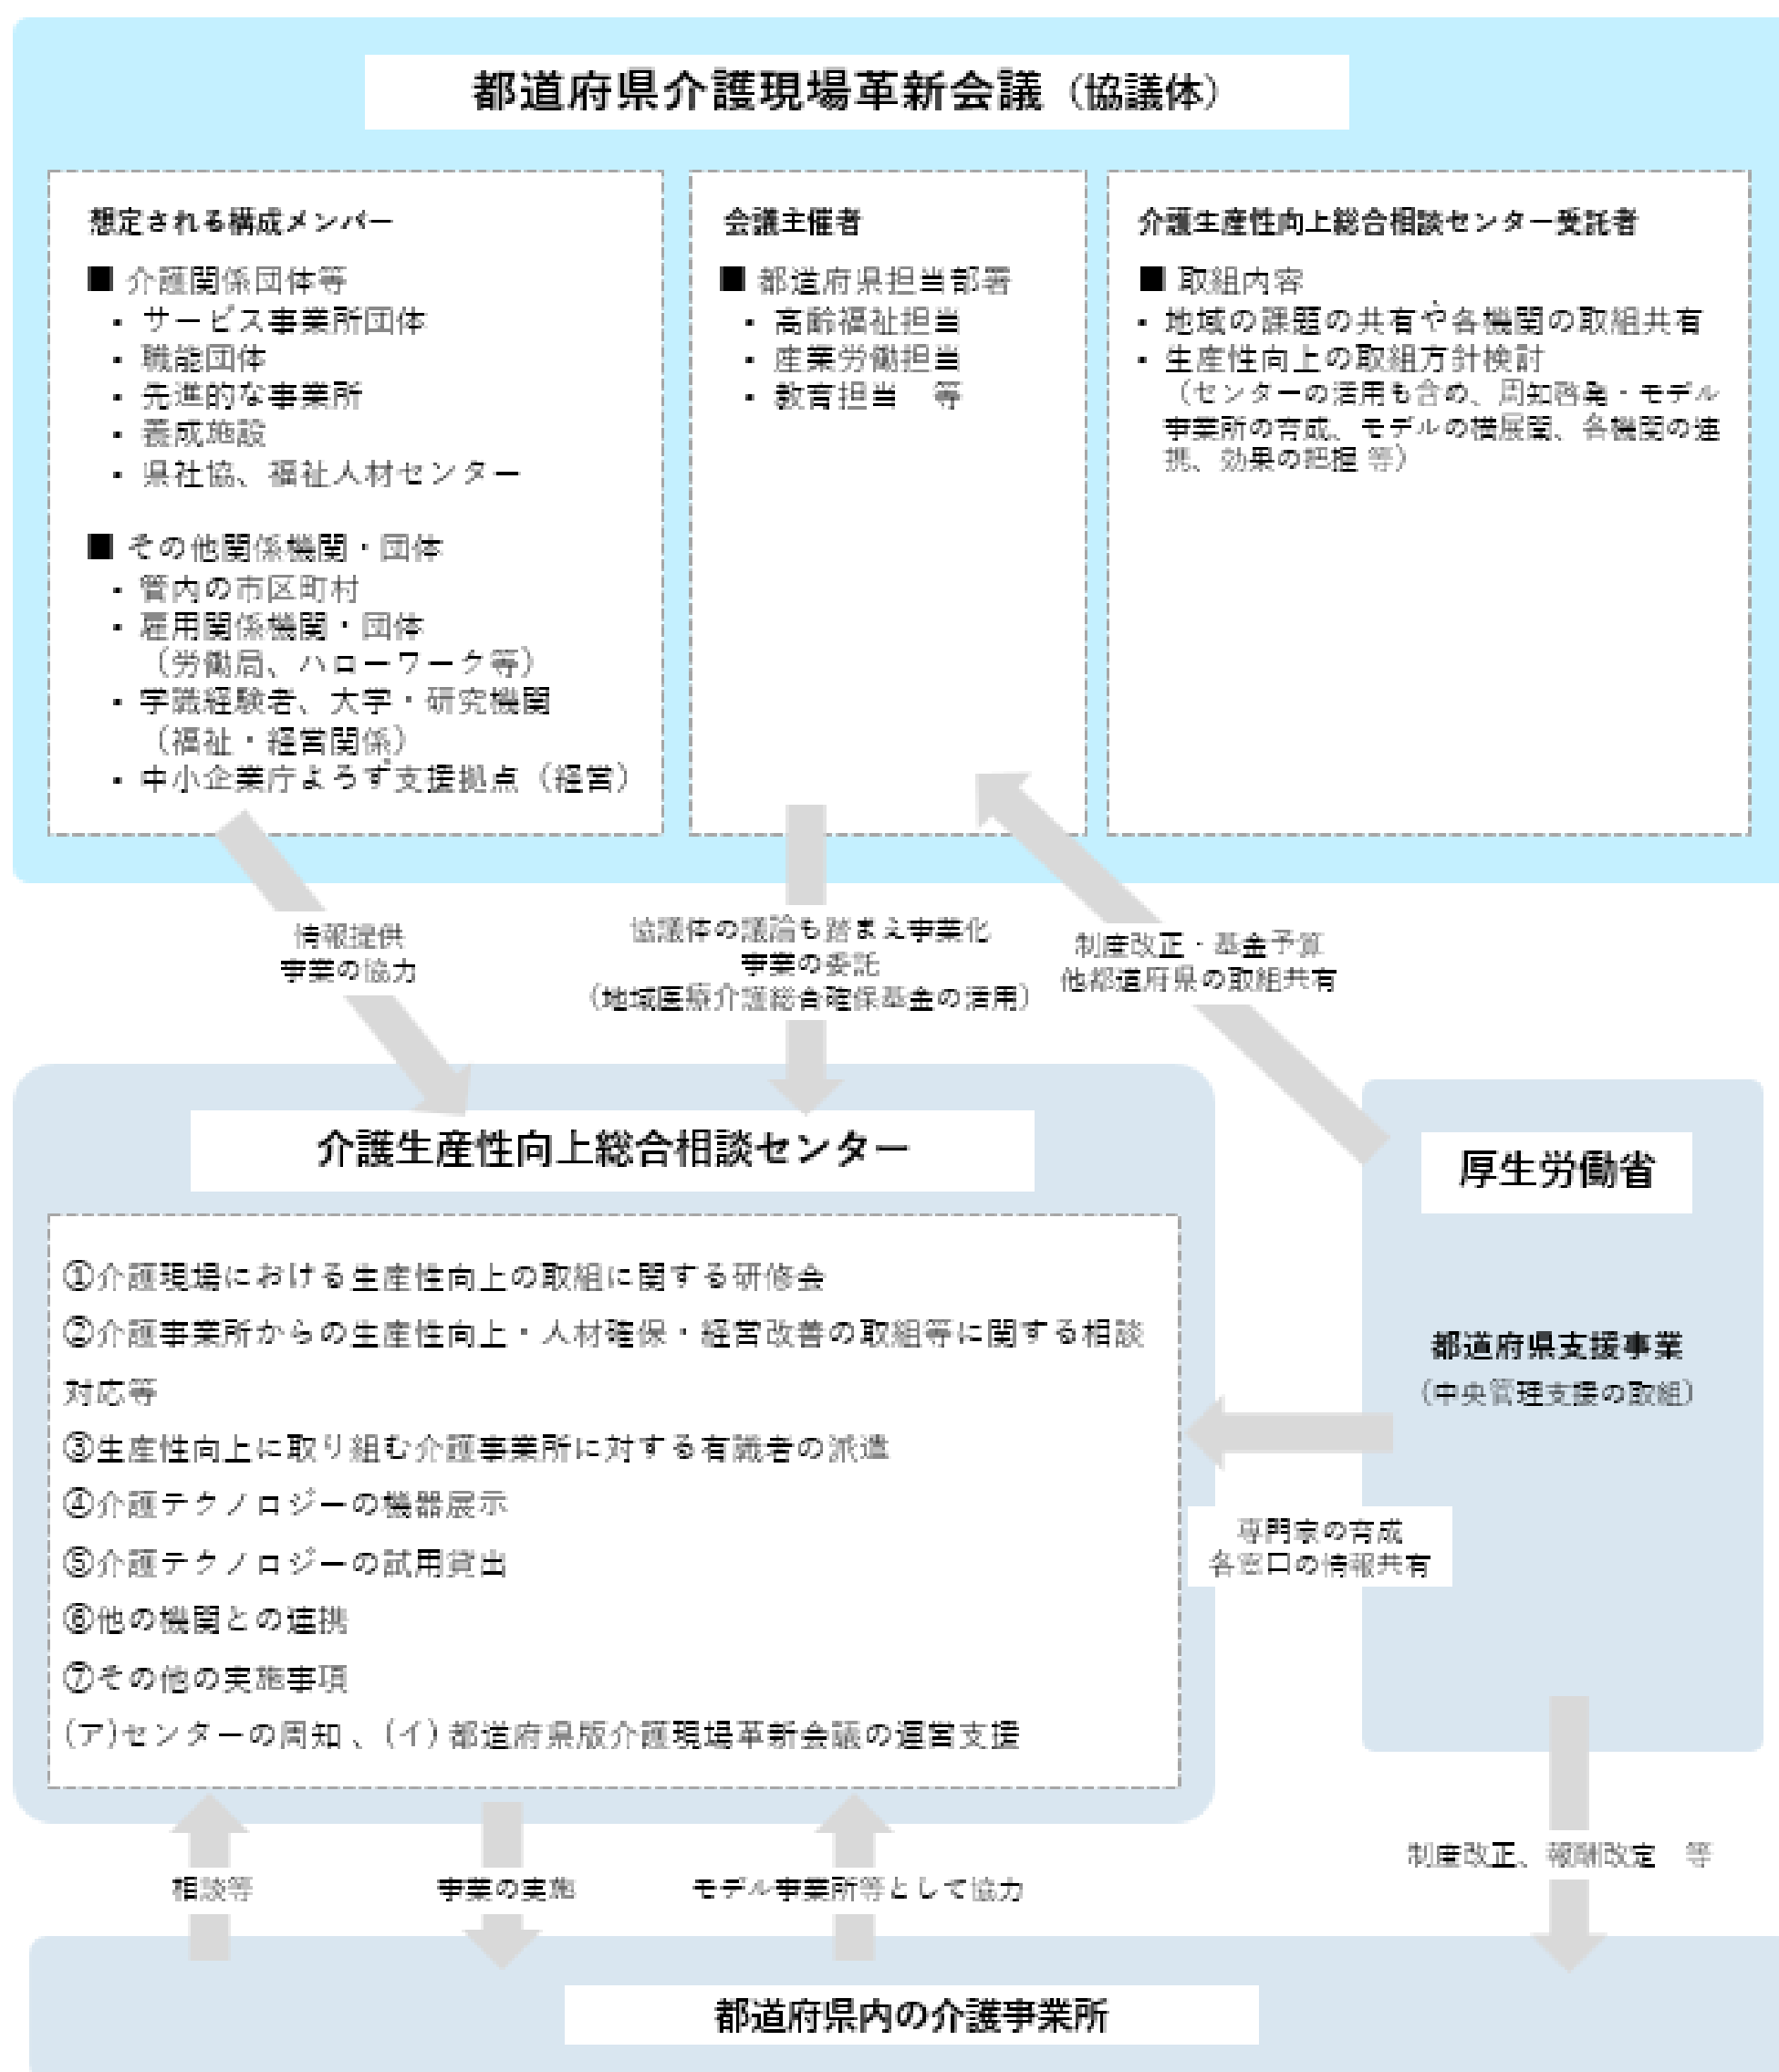 都道府県介護現場革新会議（協議体）
想定される構成メンバー
■ 介護関係団体等
・サービス事業所団体
・職能団体
・先進的な事業所
・養成施設
・県社協、福祉人材センター
■ その他関係機関・団体
・管内の市区町村
・雇用関係機関・団体
（労働局、ハローワーク等）
・学識経験者、大学・研究機関
（福祉・経営関係）
・中小企業庁よろず支援拠点（経営）
会議主催者
■ 都道府県担当部署
・高齢福祉担当
・産業労働担当
・教育担当　等
介護生産性向上総合相談センター受託者
■ 取組内容
・地域の課題の共有や各機関の取組共有
・生産性向上の取組方針検討
（センターの活用も含め、周知啓発・モデル
事業所の育成、モデルの横展開、各機関の連
携、効果の把握 等）
情報提供
事業の協力
協議体の議論も踏まえ事業化
事業の委託
（地域医療介護総合確保基金の活用）
制度改正・基金予算
他都道府県の取組共有
介護生産性向上総合相談センター
①介護現場における生産性向上の取組に関する研修会
②介護事業所からの生産性向上・人材確保・経営改善の取組等に関する相談
対応等
③生産性向上に取り組む介護事業所に対する有識者の派遣
④介護テクノロジーの機器展示
⑤介護テクノロジーの試用貸出
⑥他の機関との連携
⑦その他の実施事項
(ア)センターの周知 、(イ) 都道府県版介護現場革新会議の運営支援
厚生労働省
都道府県支援事業
（中央管理支援の取組）
専門家の育成
各窓口の情報共有
相談等
事業の実施
モデル事業所等として協力
制度改正、報酬改定　等
都道府県内の介護事業所